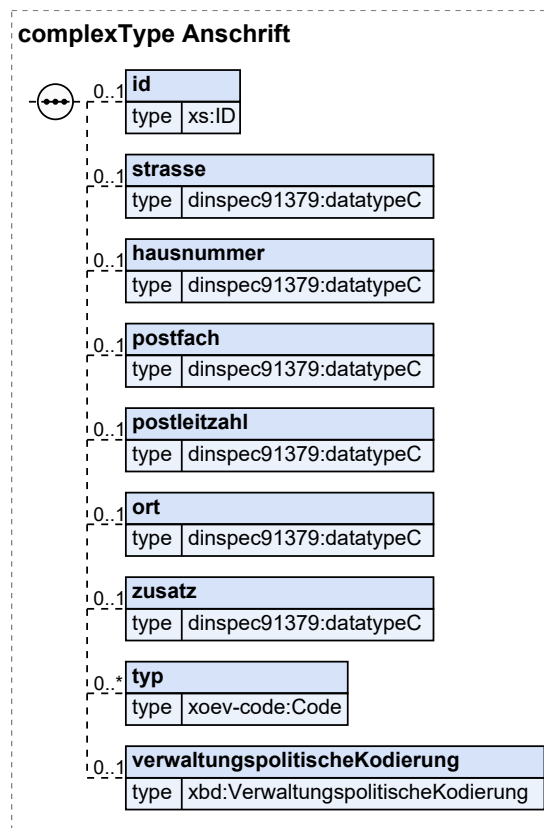 complexType Anschrift
0..1 id
type xs:ID
0..1 strasse
type dinspec91379:datatypeC
0..1 hausnummer
type dinspec91379:datatypeC
0..1 postfach
type dinspec91379:datatypeC
0..1 postleitzahl
type dinspec91379:datatypeC
0..1 ort
type dinspec91379:datatypeC
0..1 zusatz
type dinspec91379:datatypeC
0..* typ
type xoev-code:Code
0..1 verwaltungspolitischeKodierung
type xbd:VerwaltungspolitischeKodierung